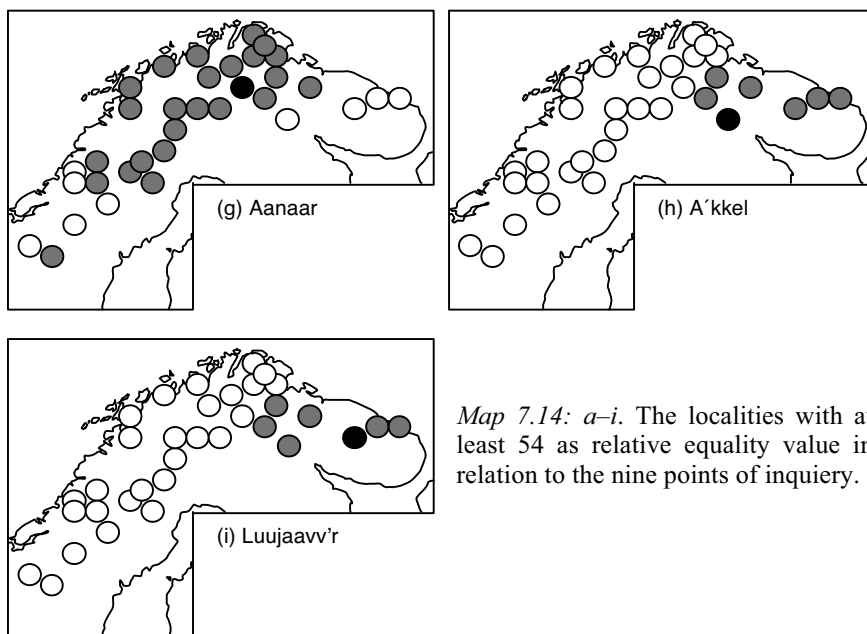 (g) Aanaar
(h) A´kkel
(i) Luujaavv’r
Map 7.14: a–i. The localities with at
least 54 as relative equality value in
relation to the nine points of inquiery.